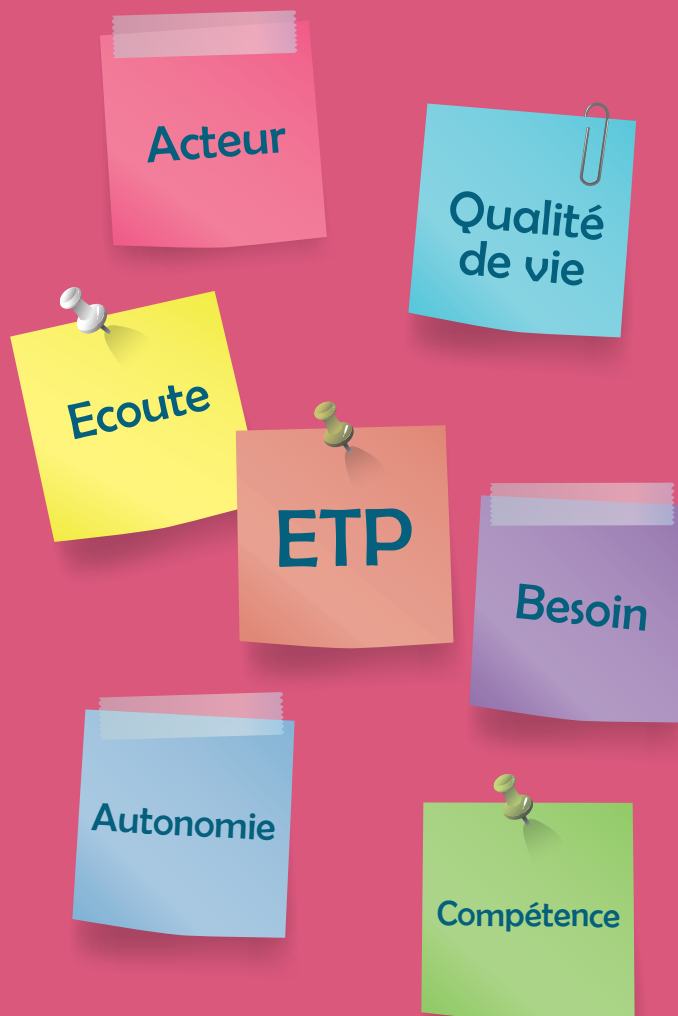 Acteur
Qualité
de vie
Ecoute
ETP
Besoin
Autonomie
Compétence